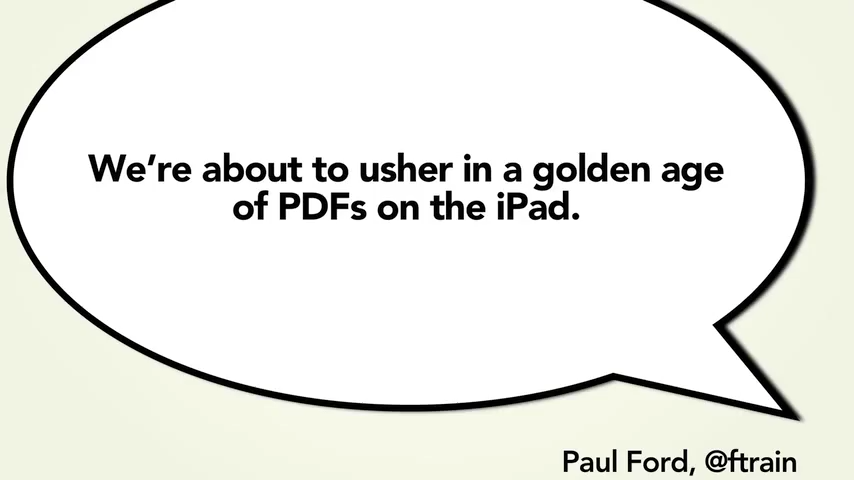 We’re about to usher in a golden age
of PDFs on the iPad.
Paul Ford, @ftrain